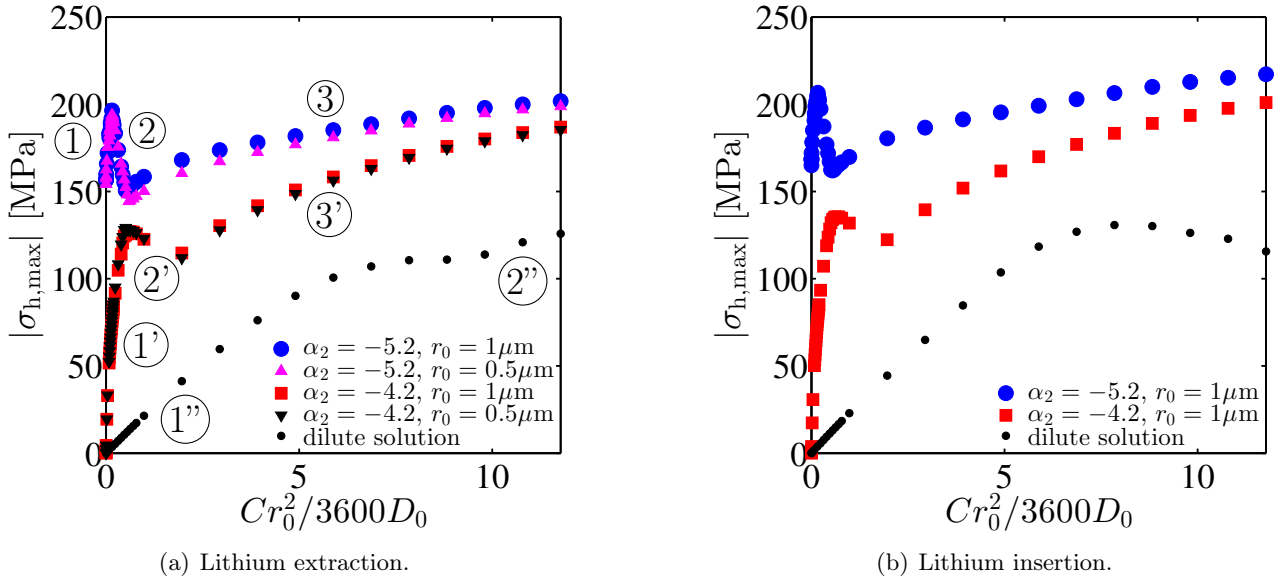 250
200
150
100
50
0
|σh,max| [MPa]
1
2
3
3'
2'
1'
1''
2''
α2 = −5.2, r0 = 1μm
α2 = −5.2, r0 = 0.5μm
α2 = −4.2, r0 = 1μm
α2 = −4.2, r0 = 0.5μm
dilute solution
0 5 10
Cr0²/3600D0
(a) Lithium extraction.
250
200
150
100
50
0
|σh,max| [MPa]
α2 = −5.2, r0 = 1μm
α2 = −4.2, r0 = 1μm
dilute solution
0 5 10
Cr0²/3600D0
(b) Lithium insertion.